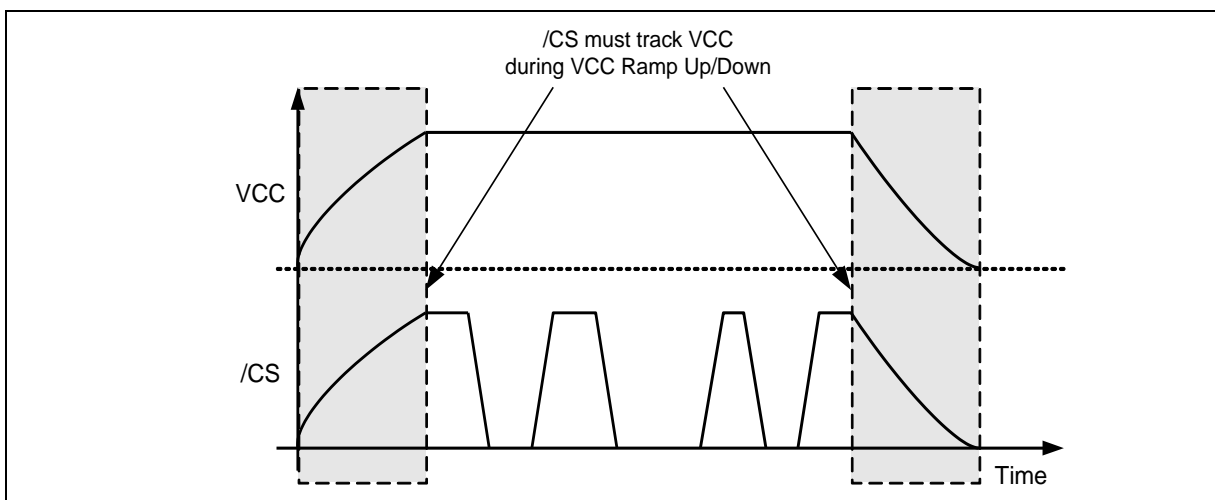 /CS must track VCC
during VCC Ramp Up/Down
VCC
/CS
Time